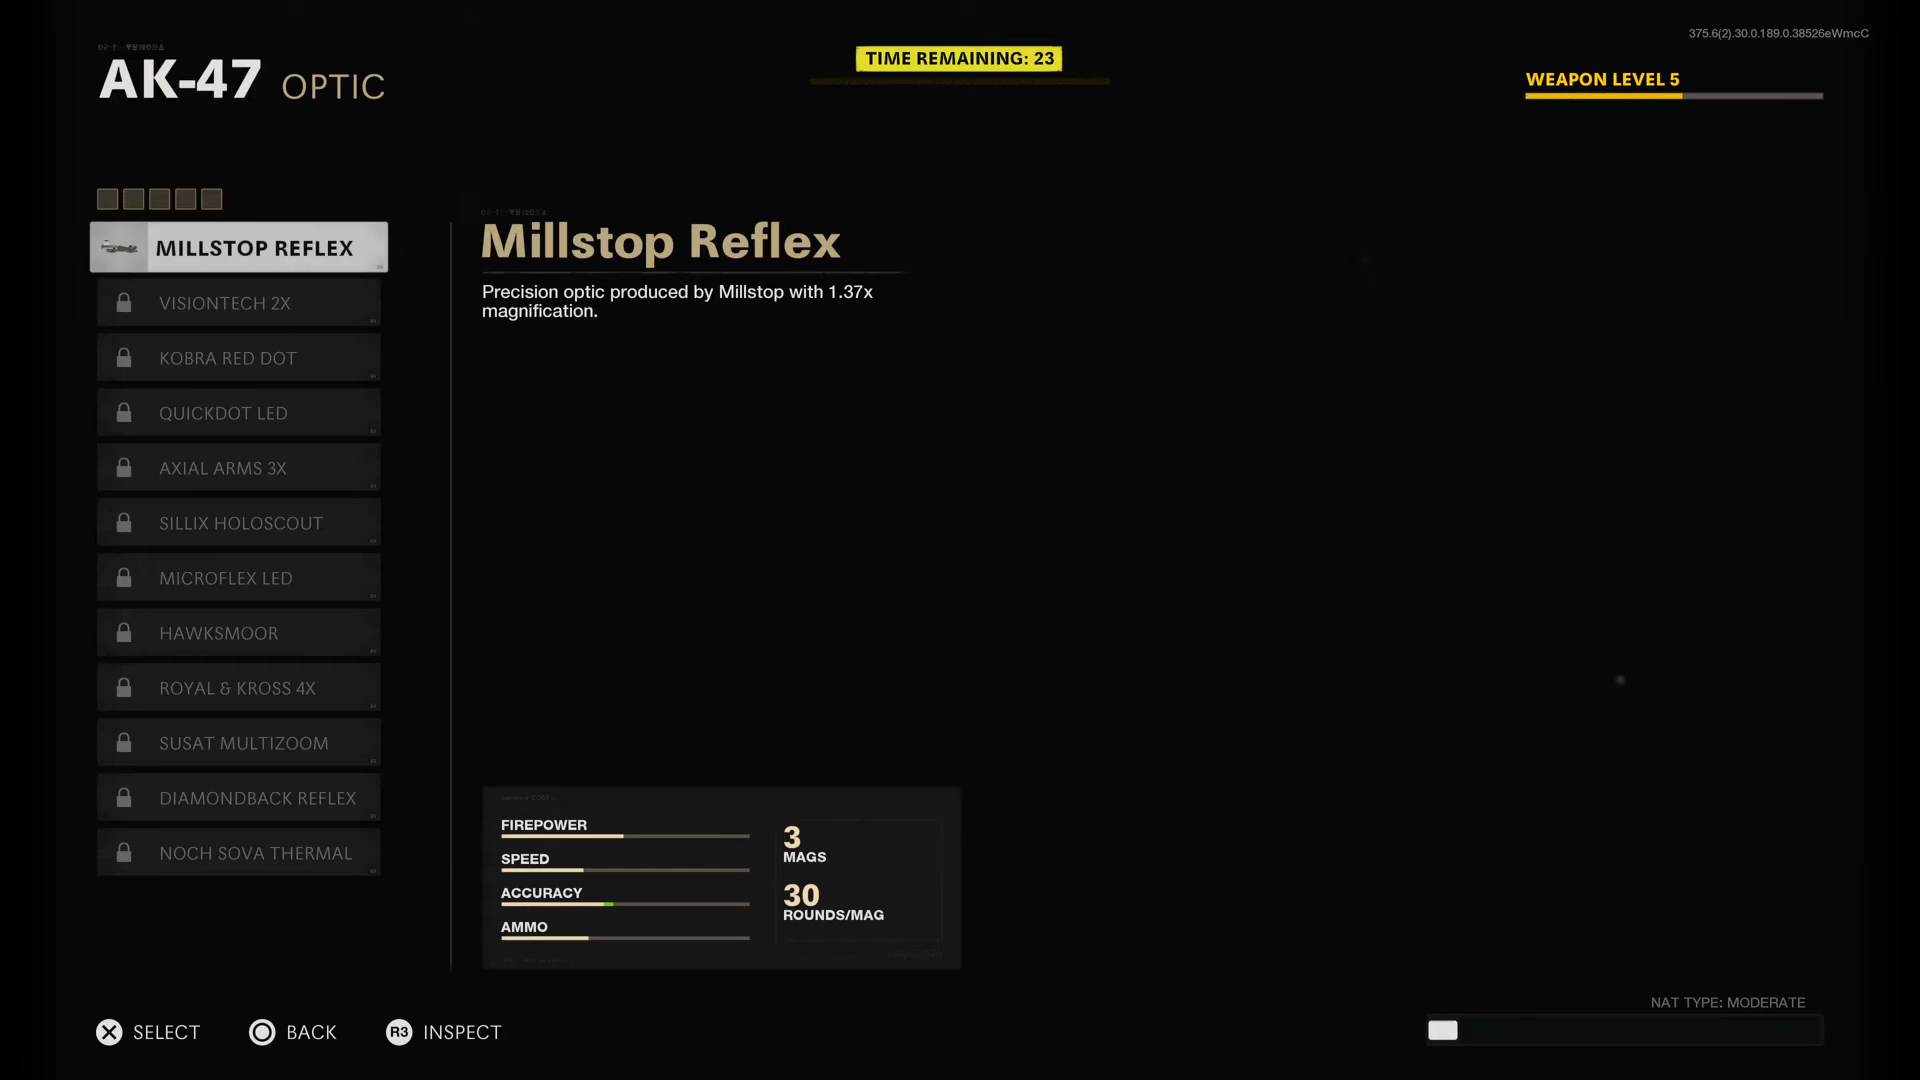 375.6(2).30.0.189.0.38526eWmcC
AK-47 OPTIC
TIME REMAINING: 23
WEAPON LEVEL 5
MILLSTOP REFLEX
VISIONTECH 2X
KOBRA RED DOT
QUICKDOT LED
AXIAL ARMS 3X
SILLIX HOLOSCOUT
MICROFLEX LED
HAWKSMOOR
ROYAL & KROSS 4X
SUSAT MULTIZOOM
DIAMONDBACK REFLEX
NOCH SOVA THERMAL
Millstop Reflex
Precision optic produced by Millstop with 1.37x
magnification.
FIREPOWER
SPEED
ACCURACY
AMMO
3
MAGS
30
ROUNDS/MAG
SELECT
BACK
R3 INSPECT
NAT TYPE: MODERATE